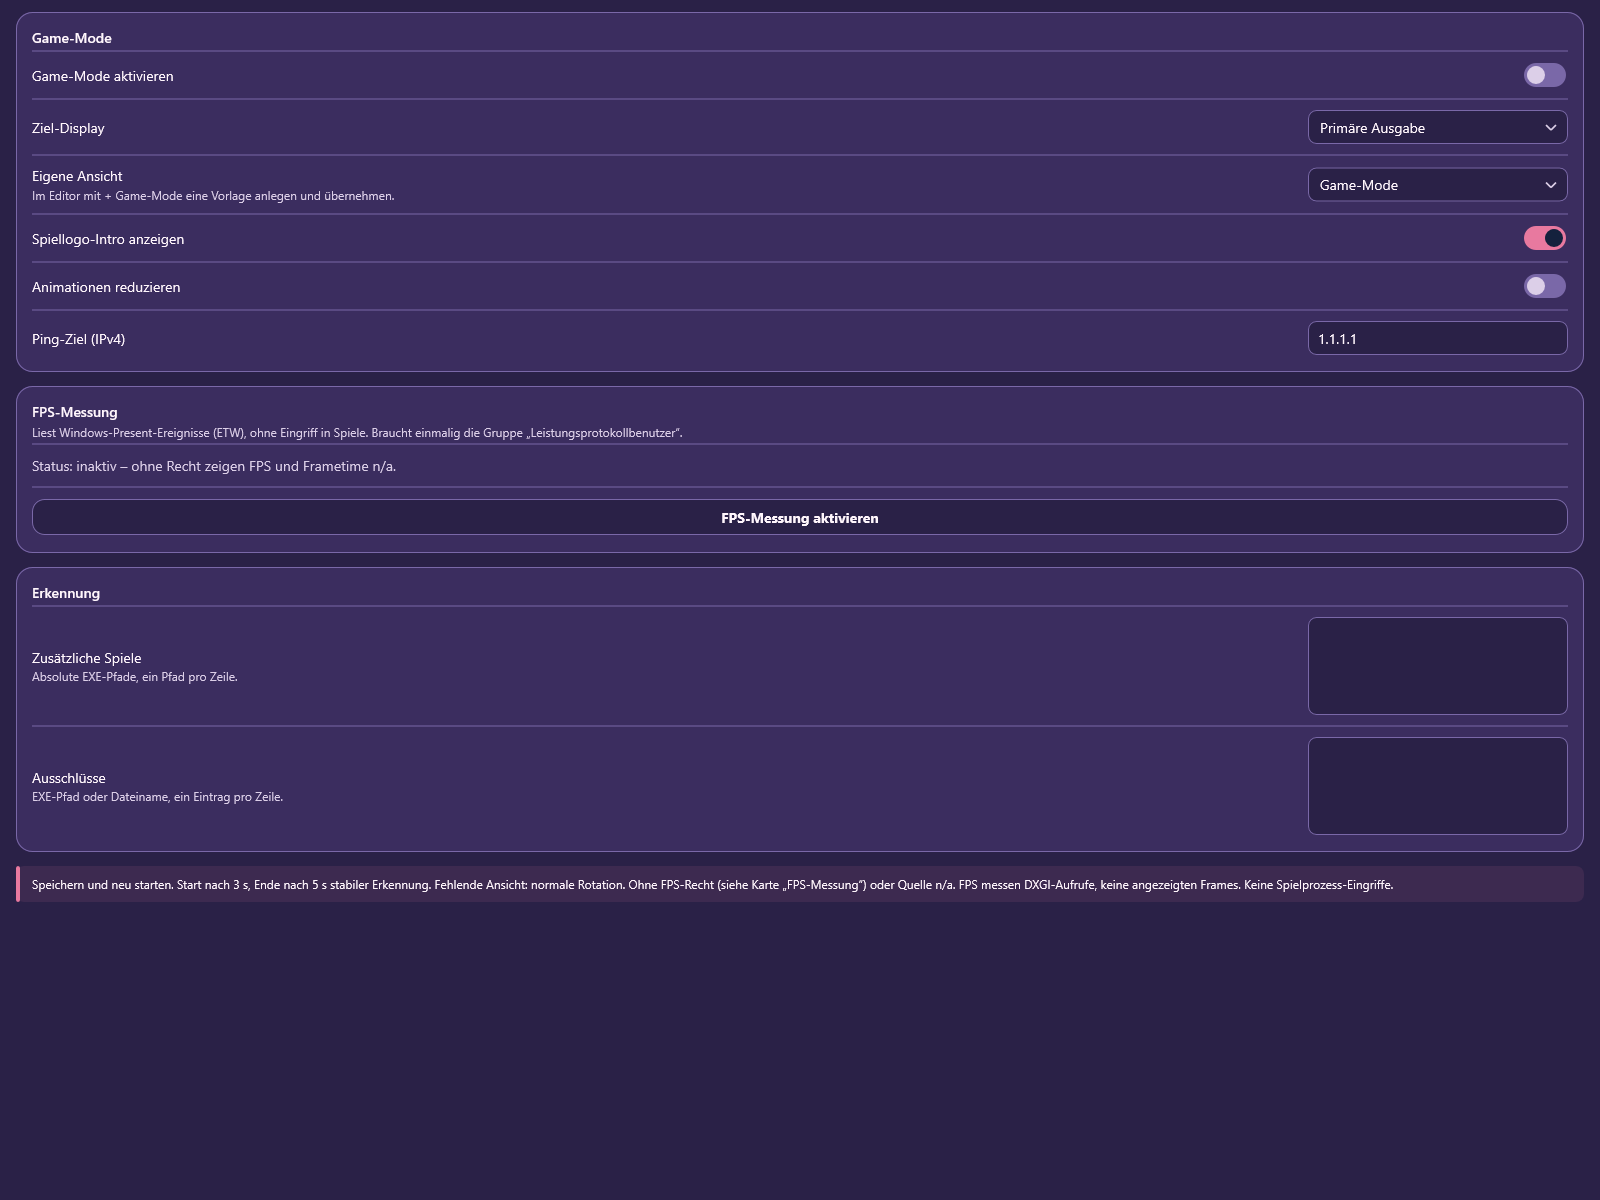 Game-Mode
Game-Mode aktivieren
Ziel-Display
Primäre Ausgabe
Eigene Ansicht
Im Editor mit + Game-Mode eine Vorlage anlegen und übernehmen.
Game-Mode
Spiellogo-Intro anzeigen
Animationen reduzieren
Ping-Ziel (IPv4)
1.1.1.1
FPS-Messung
Liest Windows-Present-Ereignisse (ETW), ohne Eingriff in Spiele. Braucht einmalig die Gruppe „Leistungsprotokollbenutzer“.
Status: inaktiv – ohne Recht zeigen FPS und Frametime n/a.
FPS-Messung aktivieren
Erkennung
Zusätzliche Spiele
Absolute EXE-Pfade, ein Pfad pro Zeile.
Ausschlüsse
EXE-Pfad oder Dateiname, ein Eintrag pro Zeile.
Speichern und neu starten. Start nach 3 s, Ende nach 5 s stabiler Erkennung. Fehlende Ansicht: normale Rotation. Ohne FPS-Recht (siehe Karte „FPS-Messung“) oder Quelle n/a. FPS messen DXGI-Aufrufe, keine angezeigten Frames. Keine Spielprozess-Eingriffe.